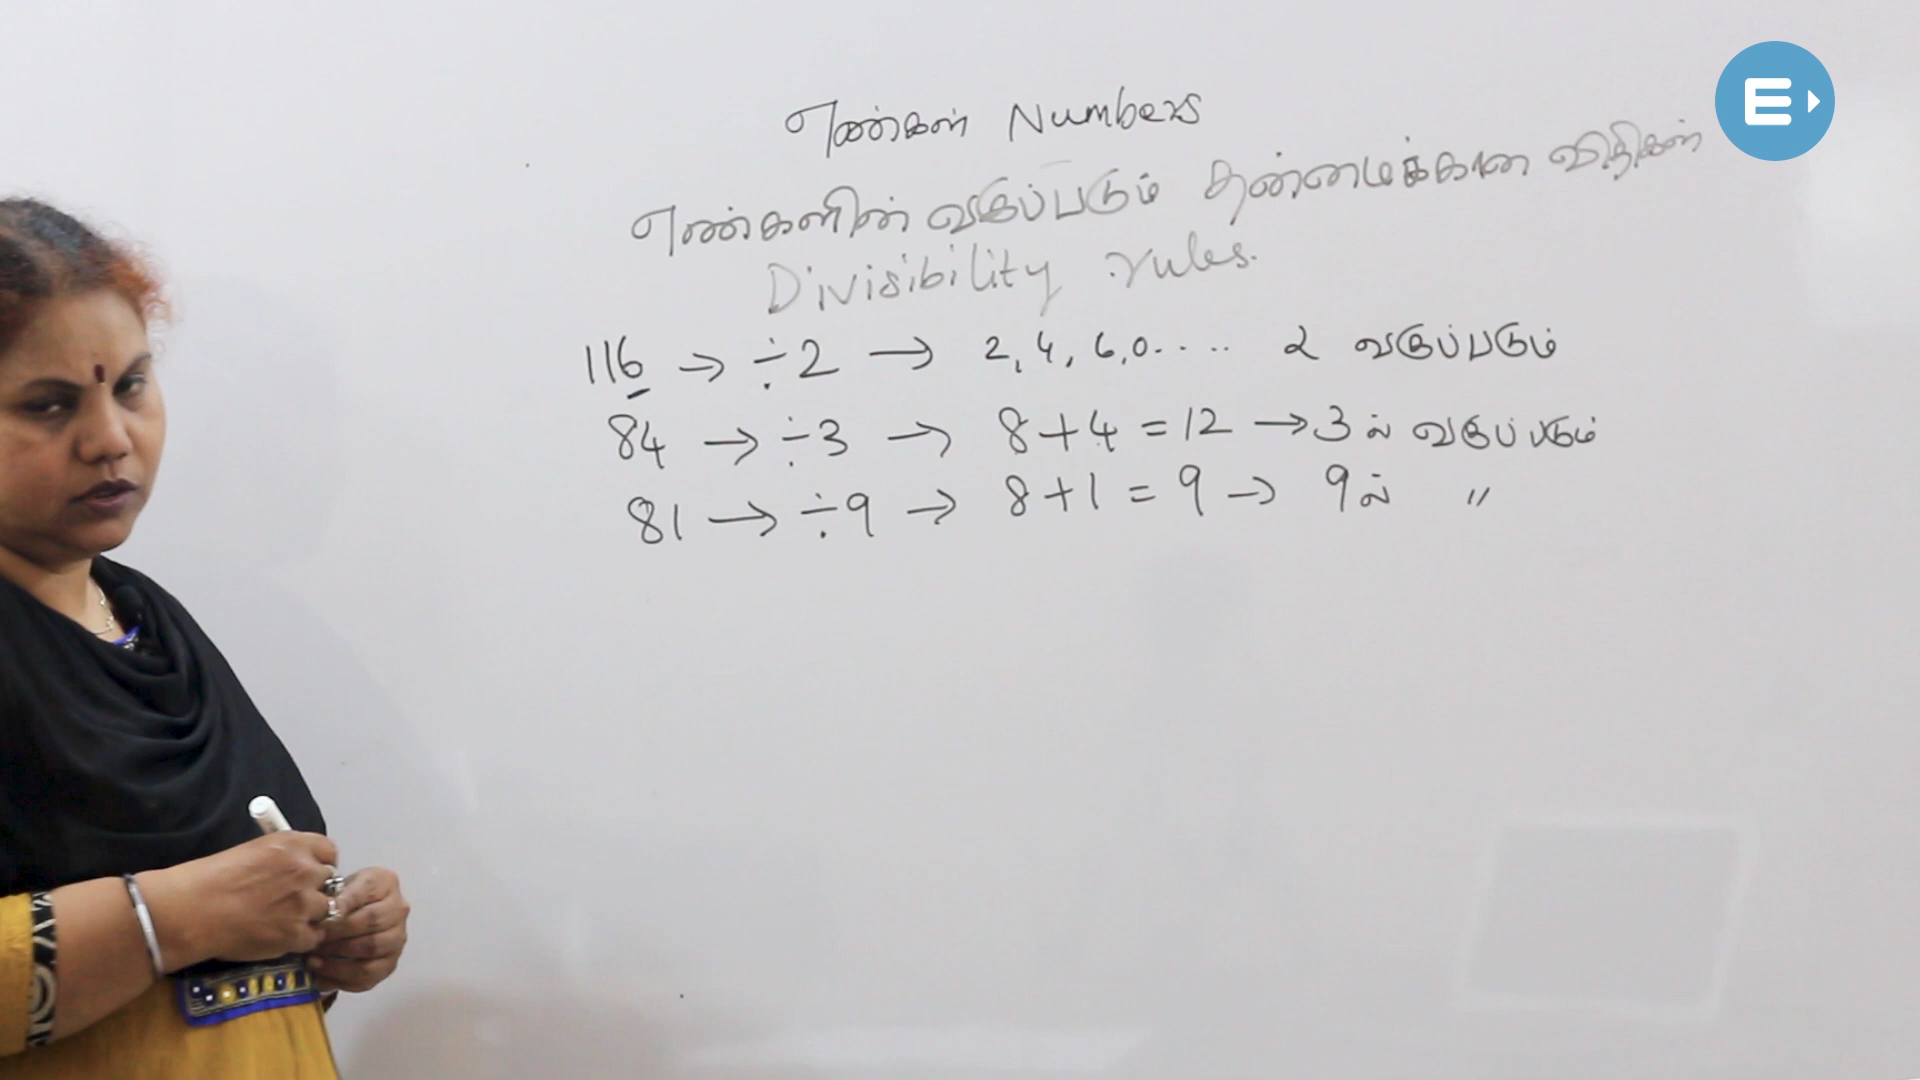 எண்கள் Numbers
எண்களின் வகுப்படும் தன்மைக்கான விதிகள்
Divisibility rules.
116 → ÷2 → 2, 4, 6, 0..... 2 வகுப்படும்
84 → ÷3 → 8+4 = 12 → 3 ல் வகுப்படும்
81 → ÷9 → 8+1 = 9 → 9 ல் "
E